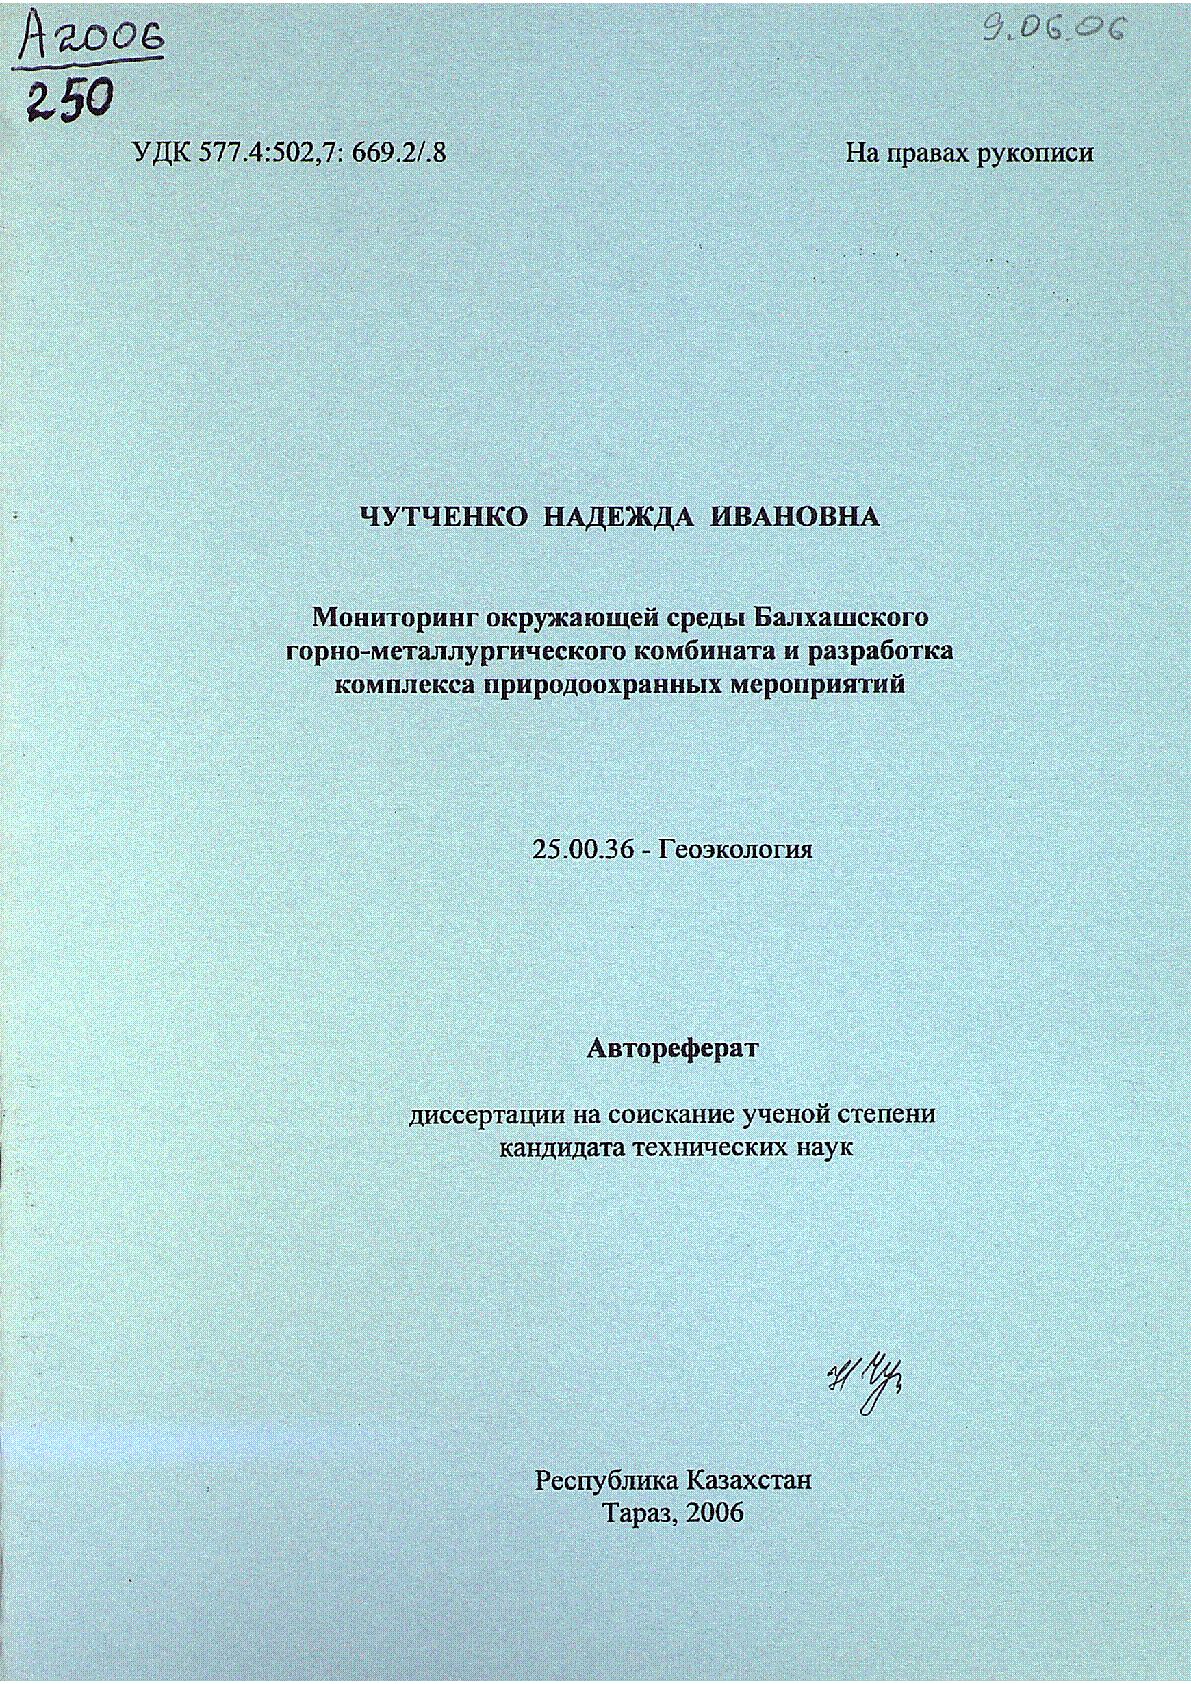 А2006
250
9.06.06
УДК 577.4:502,7: 669.2/.8
На правах рукописи
ЧУТЧЕНКО НАДЕЖДА ИВАНОВНА
Мониторинг окружающей среды Балхашского
горно-металлургического комбината и разработка
комплекса природоохранных мероприятий
25.00.36 - Геоэкология
Автореферат
диссертации на соискание ученой степени
кандидата технических наук
Республика Казахстан
Тараз, 2006